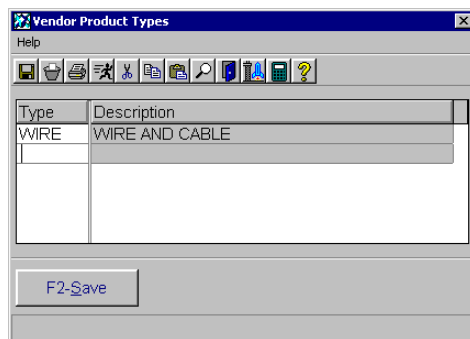 Vendor Product Types
Help
Type Description
WIRE WIRE AND CABLE
F2-Save